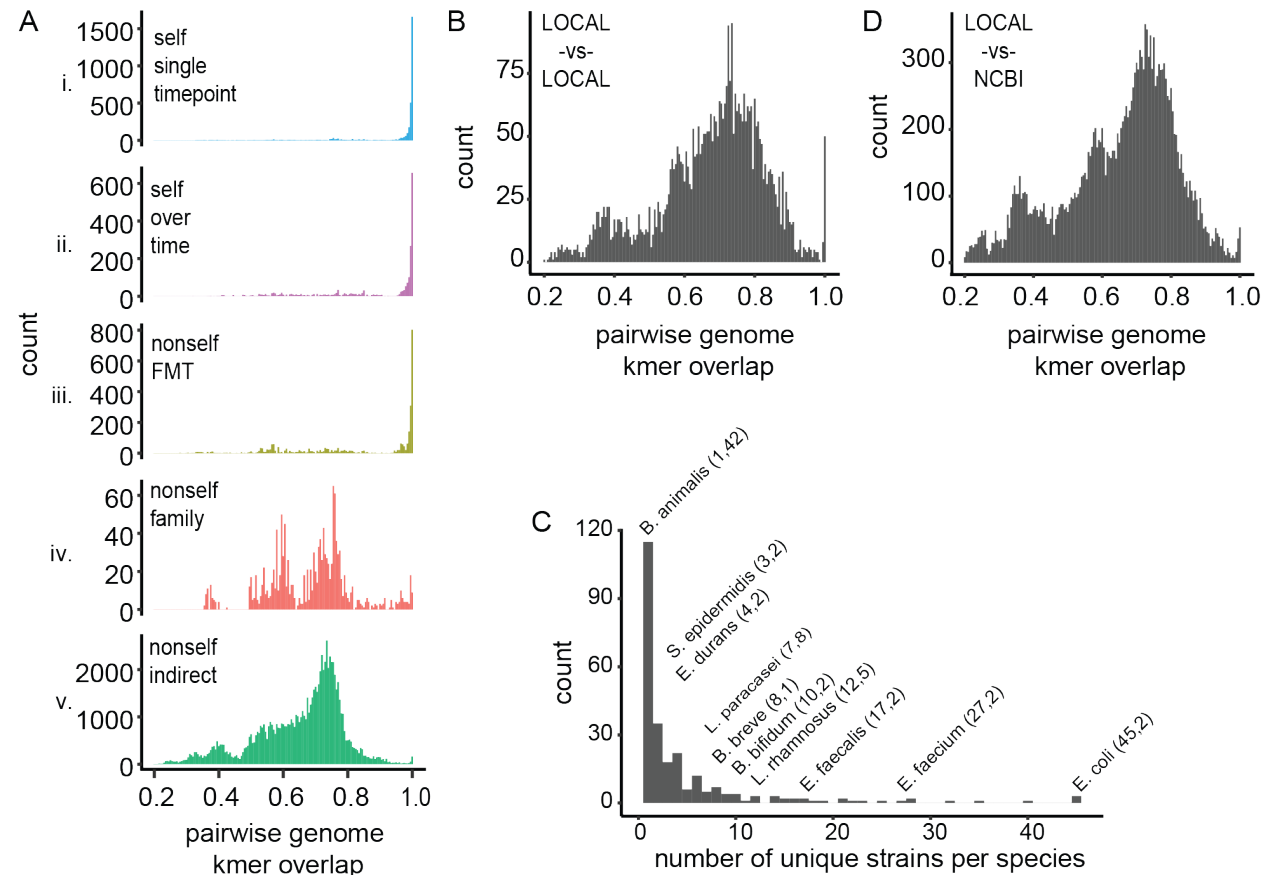 A
count
i.
self
single
timepoint
1500
1000
500
0
ii.
self
over
time
600
400
200
0
iii.
nonself
FMT
800
600
400
200
0
iv.
nonself
family
60
40
20
0
v.
nonself
indirect
2000
1000
0
0.2 0.4 0.6 0.8 1.0
pairwise genome
kmer overlap
B
LOCAL
-vs-
LOCAL
count
75
50
25
0
0.2 0.4 0.6 0.8 1.0
pairwise genome
kmer overlap
D
LOCAL
-vs-
NCBI
count
300
200
100
0
0.2 0.4 0.6 0.8 1.0
pairwise genome
kmer overlap
C
count
120
90
60
30
0
B. animalis (1,42)
S. epidermidis (3,2)
E. durans (4,2)
L. paracasei (7,8)
B. breve (8,1)
B. bifidum (10,2)
L. rhamnosus (12,5)
E. faecalis (17,2)
E. faecium (27,2)
E. coli (45,2)
0 10 20 30 40
number of unique strains per species